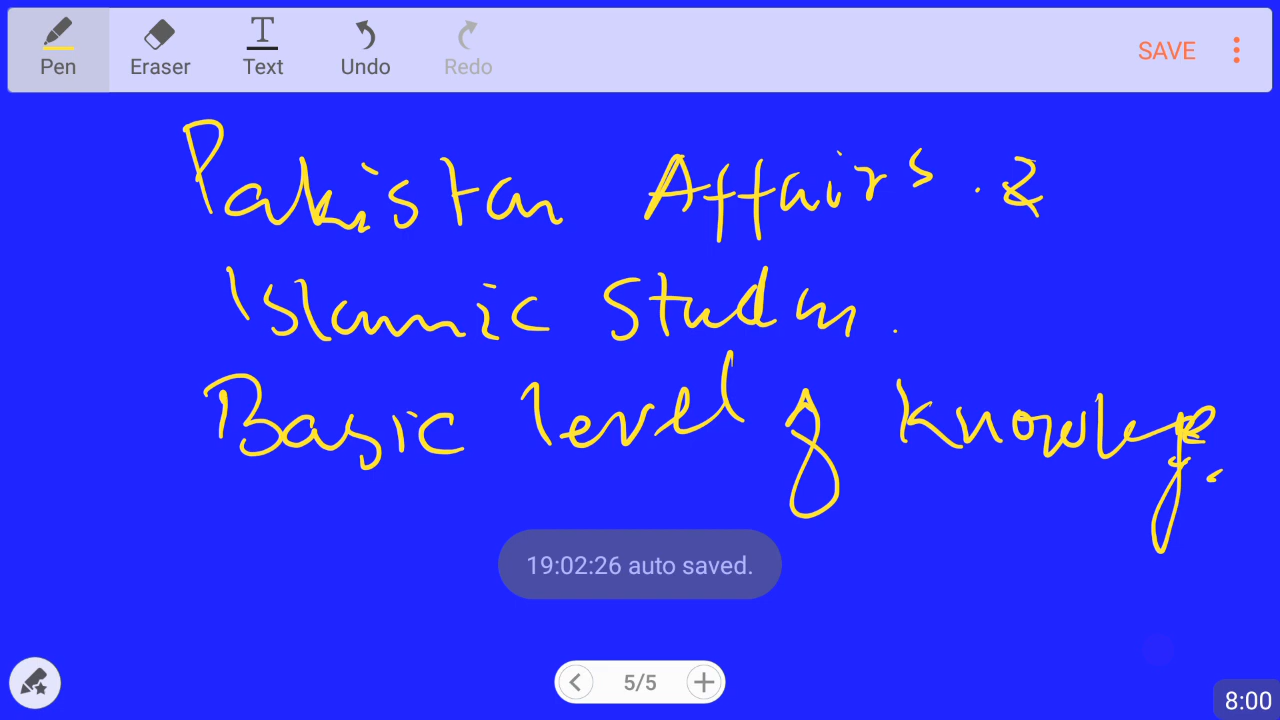 Pen Eraser Text Undo Redo SAVE
Pakistan Affairs . &
Islamic Studies .
Basic level of Knowledge.
19:02:26 auto saved.
5/5
8:00